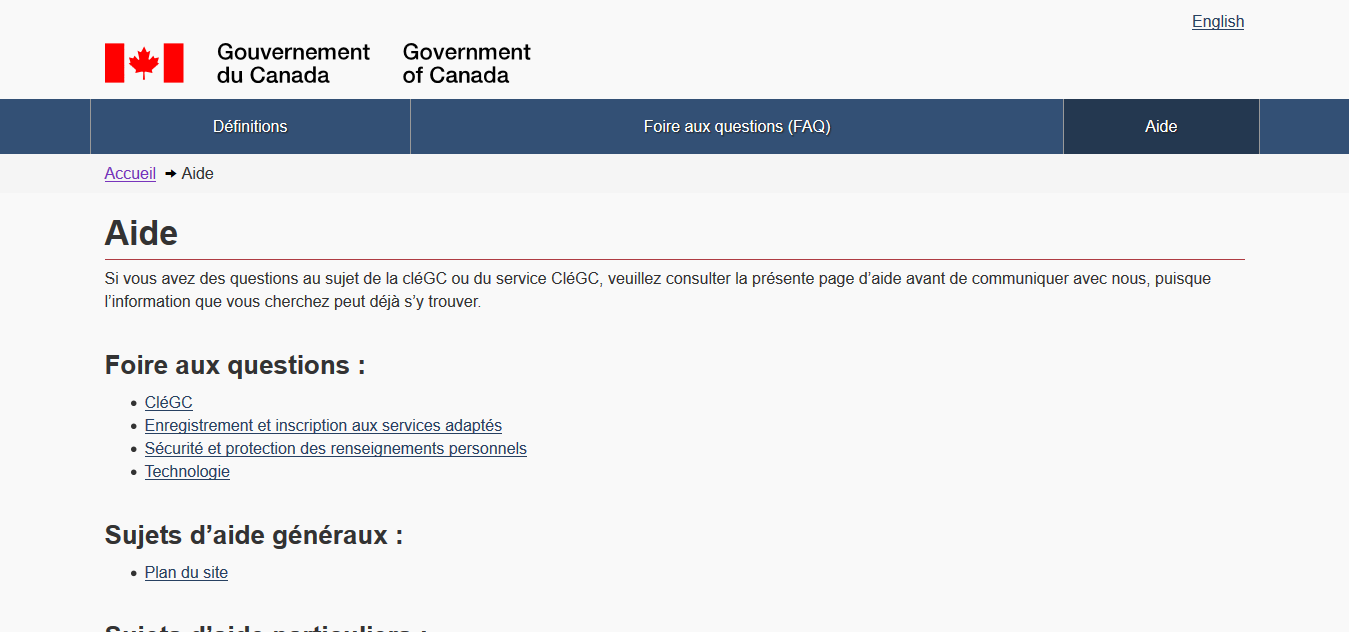 English
Gouvernement
du Canada
Government
of Canada
Définitions
Foire aux questions (FAQ)
Aide
Accueil ➞ Aide
Aide
Si vous avez des questions au sujet de la cléGC ou du service CléGC, veuillez consulter la présente page d’aide avant de communiquer avec nous, puisque
l’information que vous cherchez peut déjà s’y trouver.
Foire aux questions :
• CléGC
• Enregistrement et inscription aux services adaptés
• Sécurité et protection des renseignements personnels
• Technologie
Sujets d’aide généraux :
• Plan du site
Sujets d’aide particuliers :